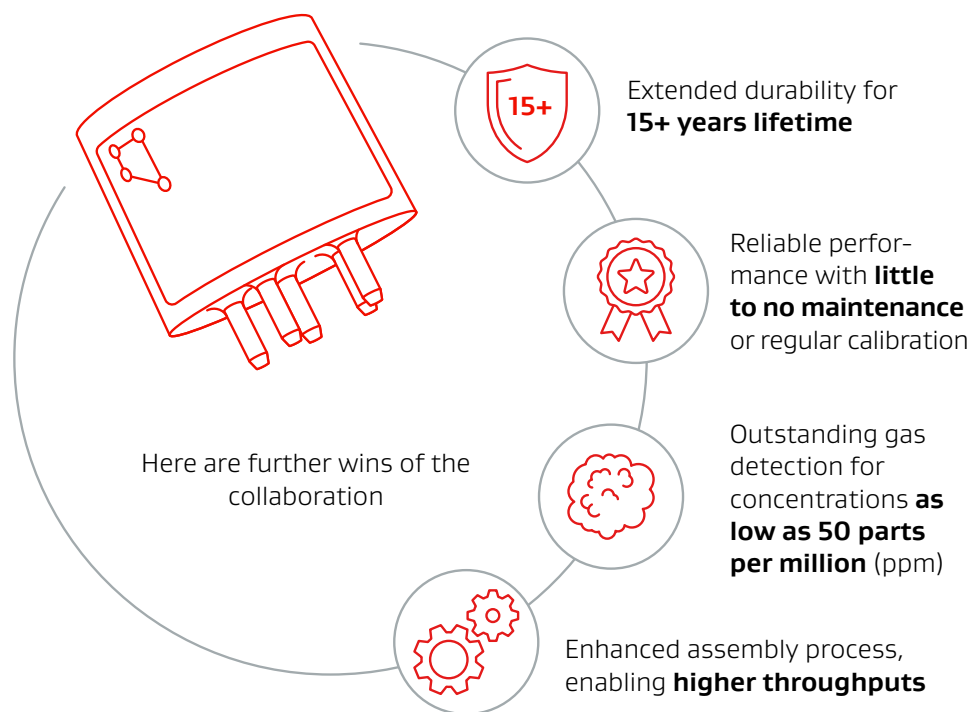 15+
Extended durability for
15+ years lifetime
Reliable perfor-
mance with little
to no maintenance
or regular calibration
Here are further wins of the
collaboration
Outstanding gas
detection for
concentrations as
low as 50 parts
per million (ppm)
Enhanced assembly process,
enabling higher throughputs